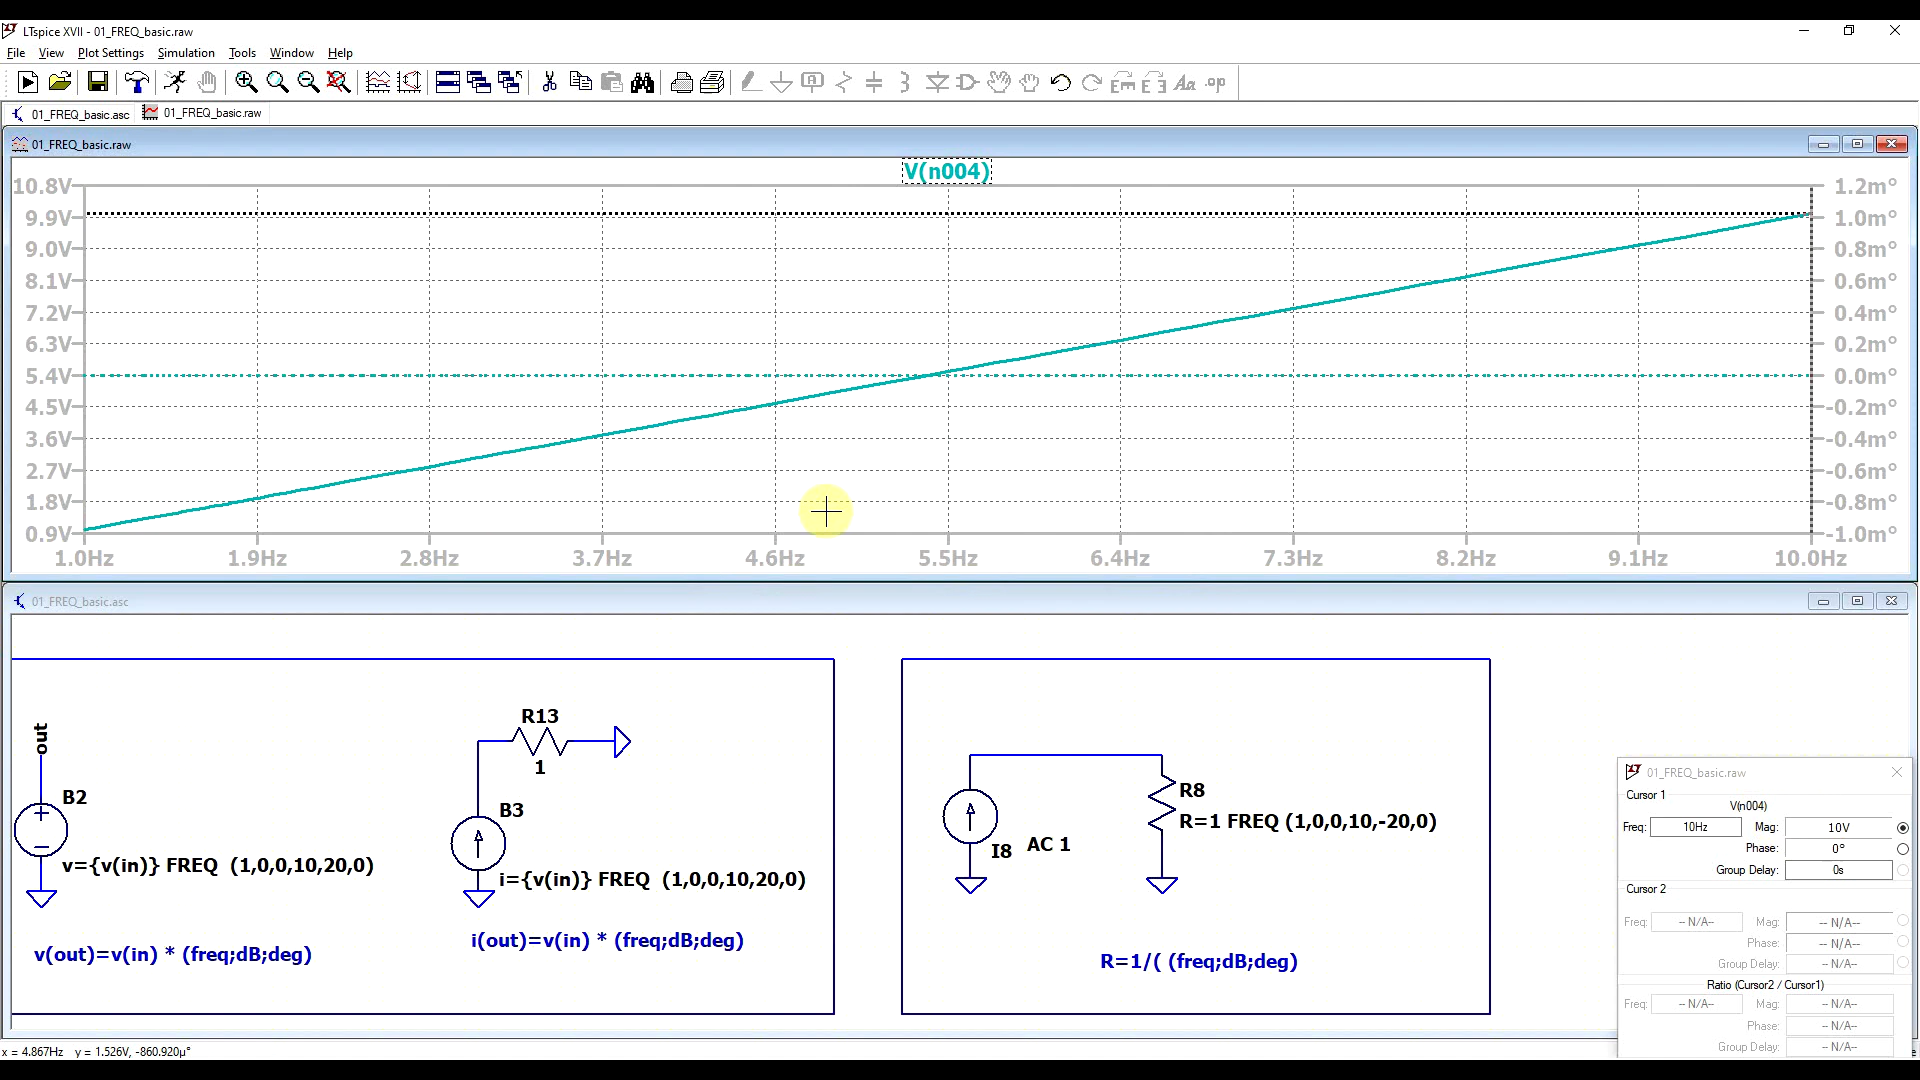 LTspice XVII - 01_FREQ_basic.raw
File View Plot Settings Simulation Tools Window Help
Aa .op
01_FREQ_basic.asc 01_FREQ_basic.raw
01_FREQ_basic.raw
V(n004)
10.8V 1.2m°
9.9V 1.0m°
9.0V 0.8m°
8.1V 0.6m°
7.2V 0.4m°
6.3V 0.2m°
5.4V 0.0m°
4.5V -0.2m°
3.6V -0.4m°
2.7V -0.6m°
1.8V -0.8m°
0.9V -1.0m°
1.0Hz 1.9Hz 2.8Hz 3.7Hz 4.6Hz 5.5Hz 6.4Hz 7.3Hz 8.2Hz 9.1Hz 10.0Hz
01_FREQ_basic.asc
out
B2
v={v(in)} FREQ (1,0,0,10,20,0)
v(out)=v(in) * (freq;dB;deg)
R13
1
B3
i={v(in)} FREQ (1,0,0,10,20,0)
i(out)=v(in) * (freq;dB;deg)
I8 AC 1
R8
R=1 FREQ (1,0,0,10,-20,0)
R=1/( (freq;dB;deg)
01_FREQ_basic.raw
Cursor 1
V(n004)
Freq: 10Hz Mag: 10V
Phase: 0°
Group Delay: 0s
Cursor 2
Freq: -- N/A-- Mag: -- N/A--
Phase: -- N/A--
Group Delay: -- N/A--
Ratio (Cursor2 / Cursor1)
Freq: -- N/A-- Mag: -- N/A--
Phase: -- N/A--
Group Delay: -- N/A--
x = 4.867Hz y = 1.526V, -860.920µ°